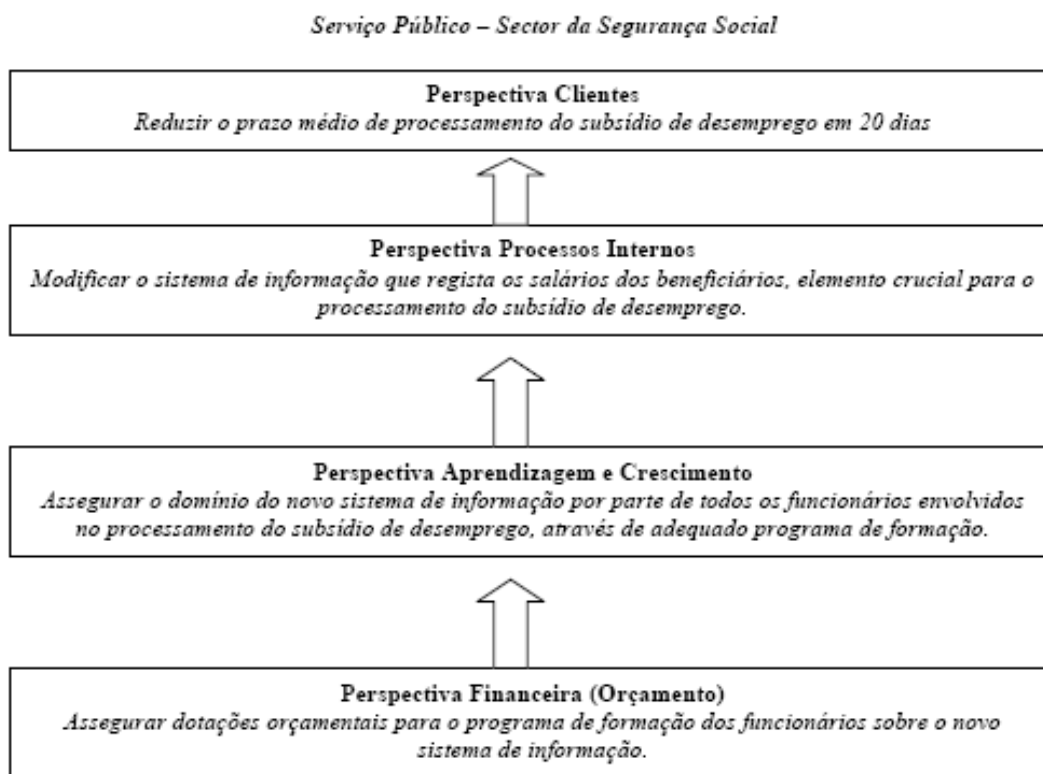 Serviço Público – Sector da Segurança Social
Perspectiva Clientes
Reduzir o prazo médio de processamento do subsídio de desemprego em 20 dias
Perspectiva Processos Internos
Modificar o sistema de informação que regista os salários dos beneficiários, elemento crucial para o
processamento do subsídio de desemprego.
Perspectiva Aprendizagem e Crescimento
Assegurar o domínio do novo sistema de informação por parte de todos os funcionários envolvidos
no processamento do subsídio de desemprego, através de adequado programa de formação.
Perspectiva Financeira (Orçamento)
Assegurar dotações orçamentais para o programa de formação dos funcionários sobre o novo
sistema de informação.